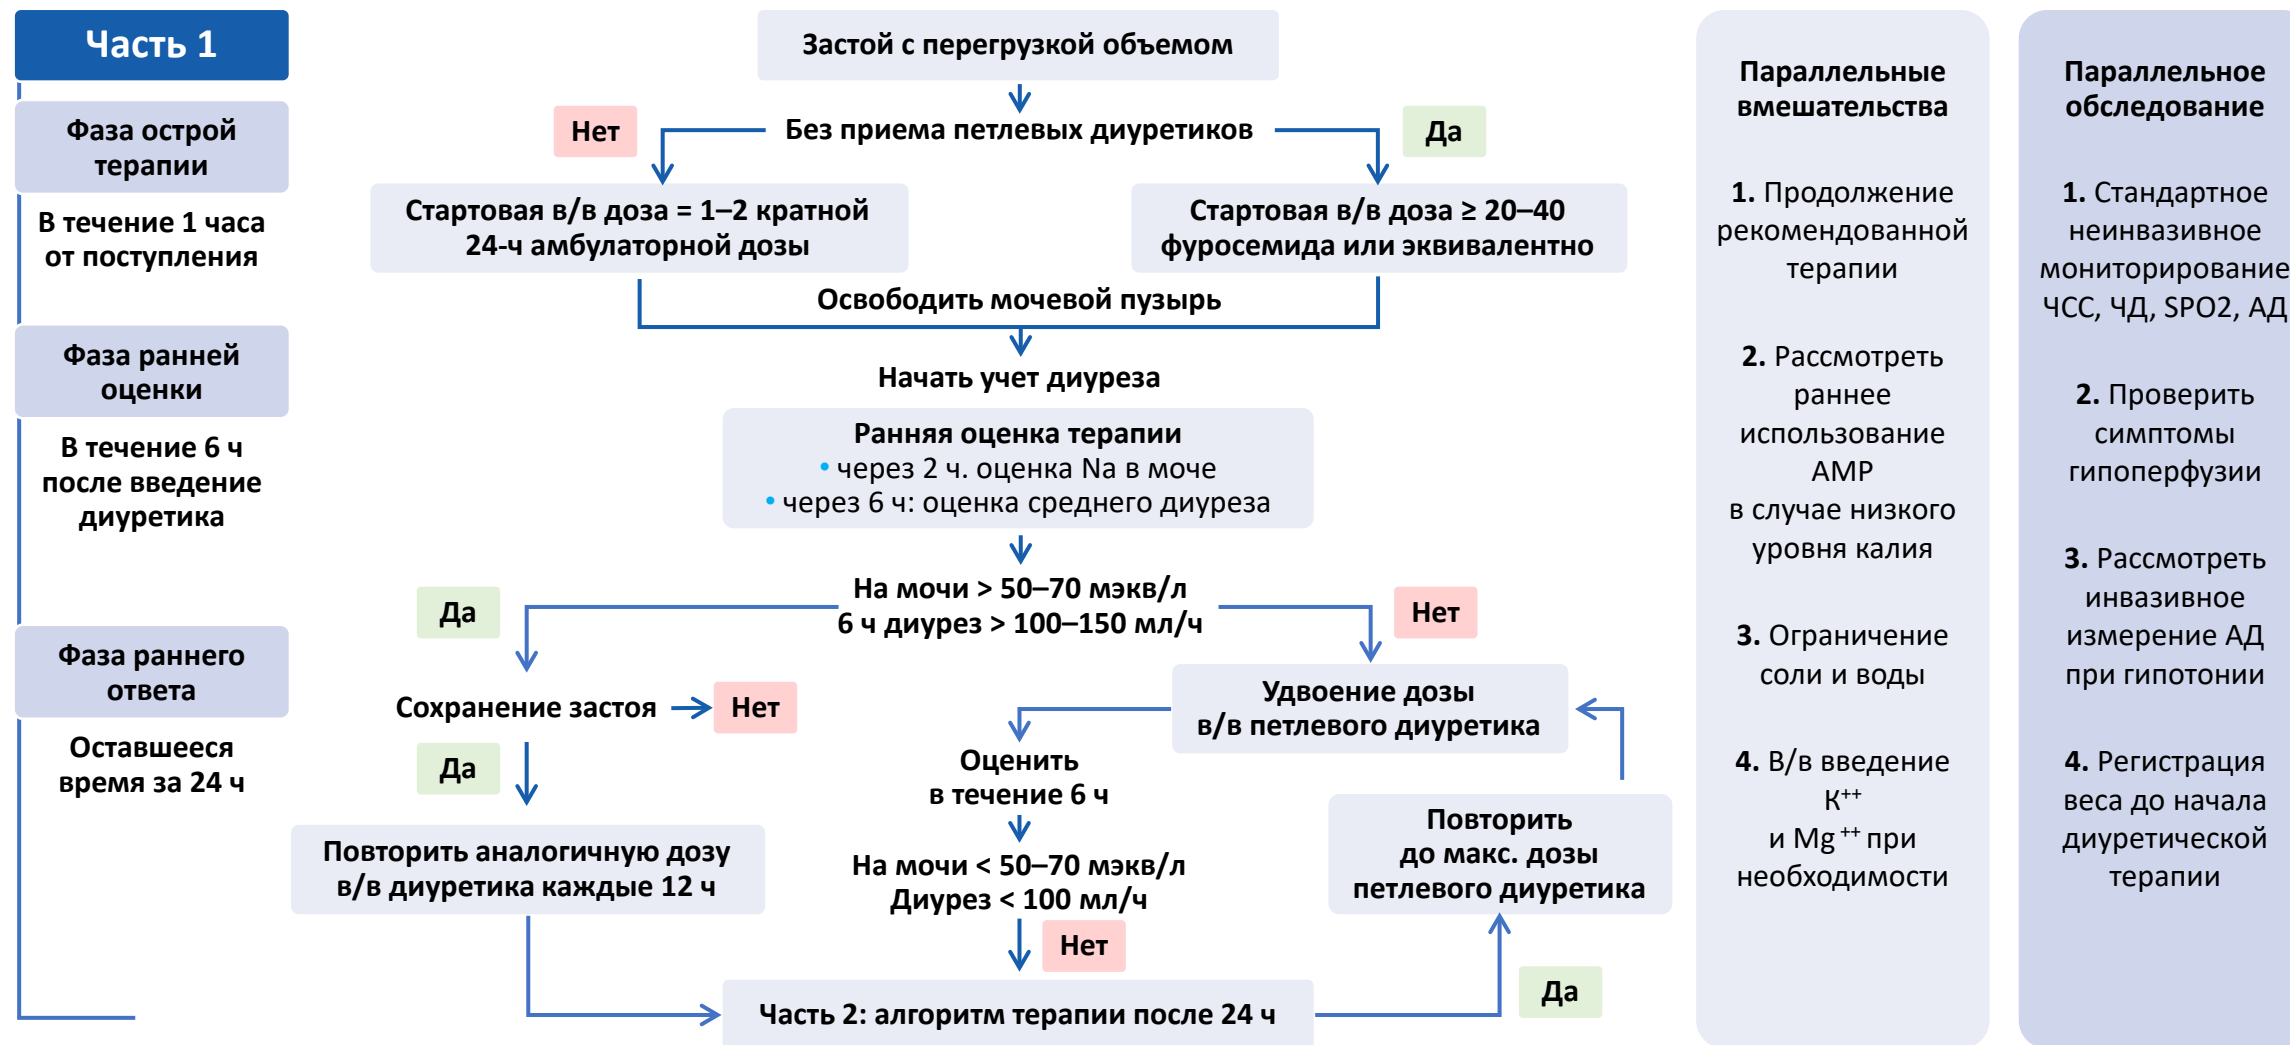 Часть 1
Фаза острой
терапии
В течение 1 часа
от поступления
Фаза ранней
оценки
В течение 6 ч
после введение
диуретика
Фаза раннего
ответа
Оставшееся
время за 24 ч
Застой с перегрузкой объемом
Нет
Без приема петлевых диуретиков
Да
Стартовая в/в доза = 1–2 кратной
24-ч амбулаторной дозы
Стартовая в/в доза ≥ 20–40
фуросемида или эквивалентно
Освободить мочевой пузырь
Начать учет диуреза
Ранняя оценка терапии
• через 2 ч. оценка Na в моче
• через 6 ч: оценка среднего диуреза
Да
На мочи > 50–70 мэкв/л
6 ч диурез > 100–150 мл/ч
Нет
Сохранение застоя
Нет
Да
Повторить аналогичную дозу
в/в диуретика каждые 12 ч
Удвоение дозы
в/в петлевого диуретика
Оценить
в течение 6 ч
На мочи < 50–70 мэкв/л
Диурез < 100 мл/ч
Нет
Повторить
до макс. дозы
петлевого диуретика
Да
Часть 2: алгоритм терапии после 24 ч
Параллельные
вмешательства
1. Продолжение
рекомендованной
терапии
2. Рассмотреть
раннее
использование
АМР
в случае низкого
уровня калия
3. Ограничение
соли и воды
4. В/в введение
К⁺⁺
и Mg ⁺⁺ при
необходимости
Параллельное
обследование
1. Стандартное
неинвазивное
мониторирование
ЧСС, ЧД, SPO2, АД
2. Проверить
симптомы
гипоперфузии
3. Рассмотреть
инвазивное
измерение АД
при гипотонии
4. Регистрация
веса до начала
диуретической
терапии